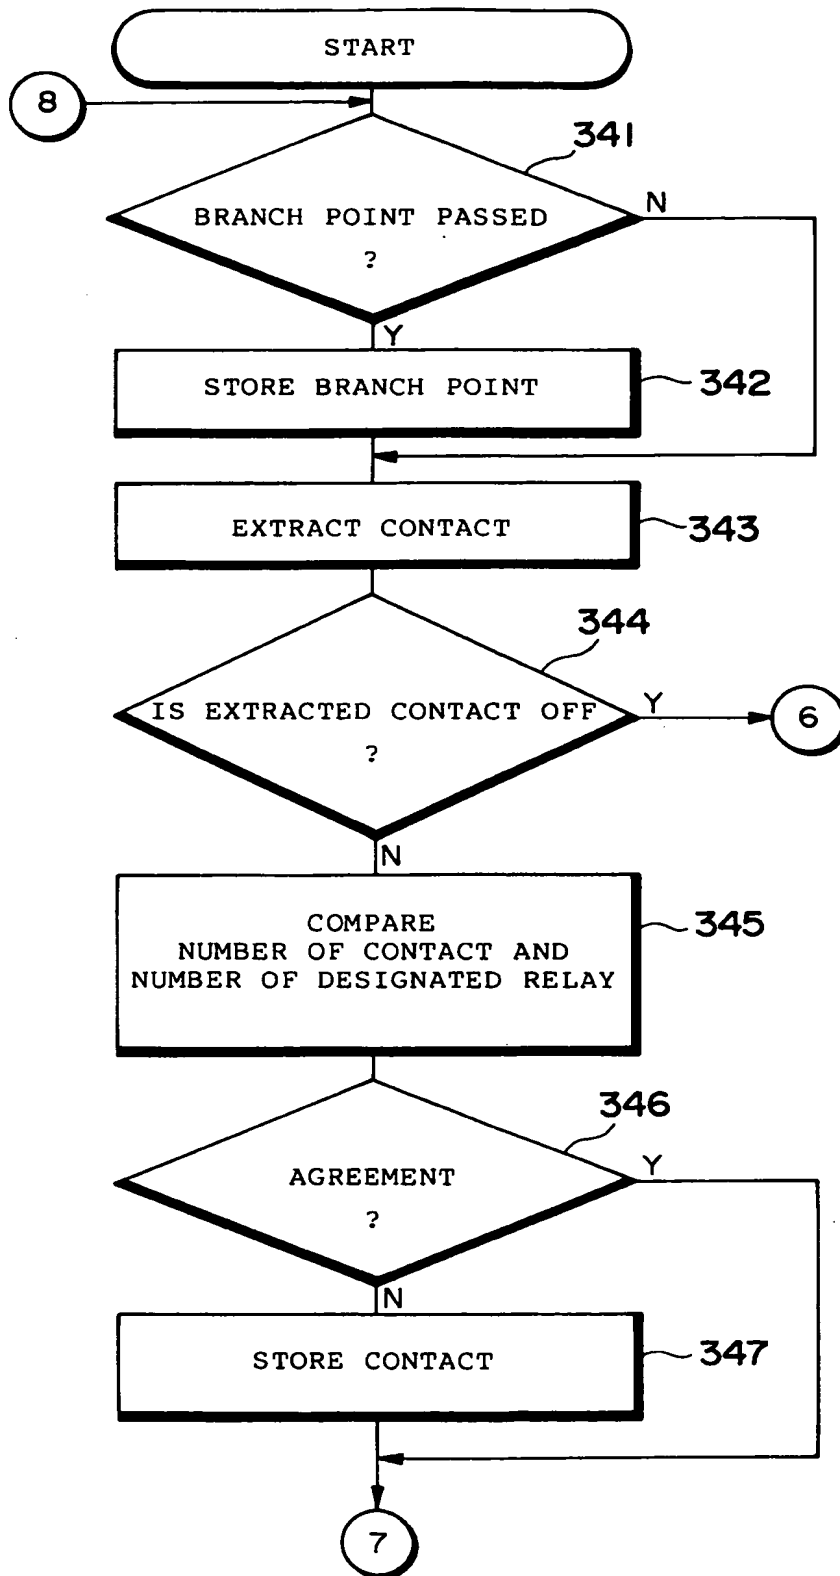 START
8
341
BRANCH POINT PASSED
?
N
Y
STORE BRANCH POINT
342
EXTRACT CONTACT
343
344
IS EXTRACTED CONTACT OFF
?
Y
6
N
COMPARE
NUMBER OF CONTACT AND
NUMBER OF DESIGNATED RELAY
345
346
AGREEMENT
?
Y
N
STORE CONTACT
347
7